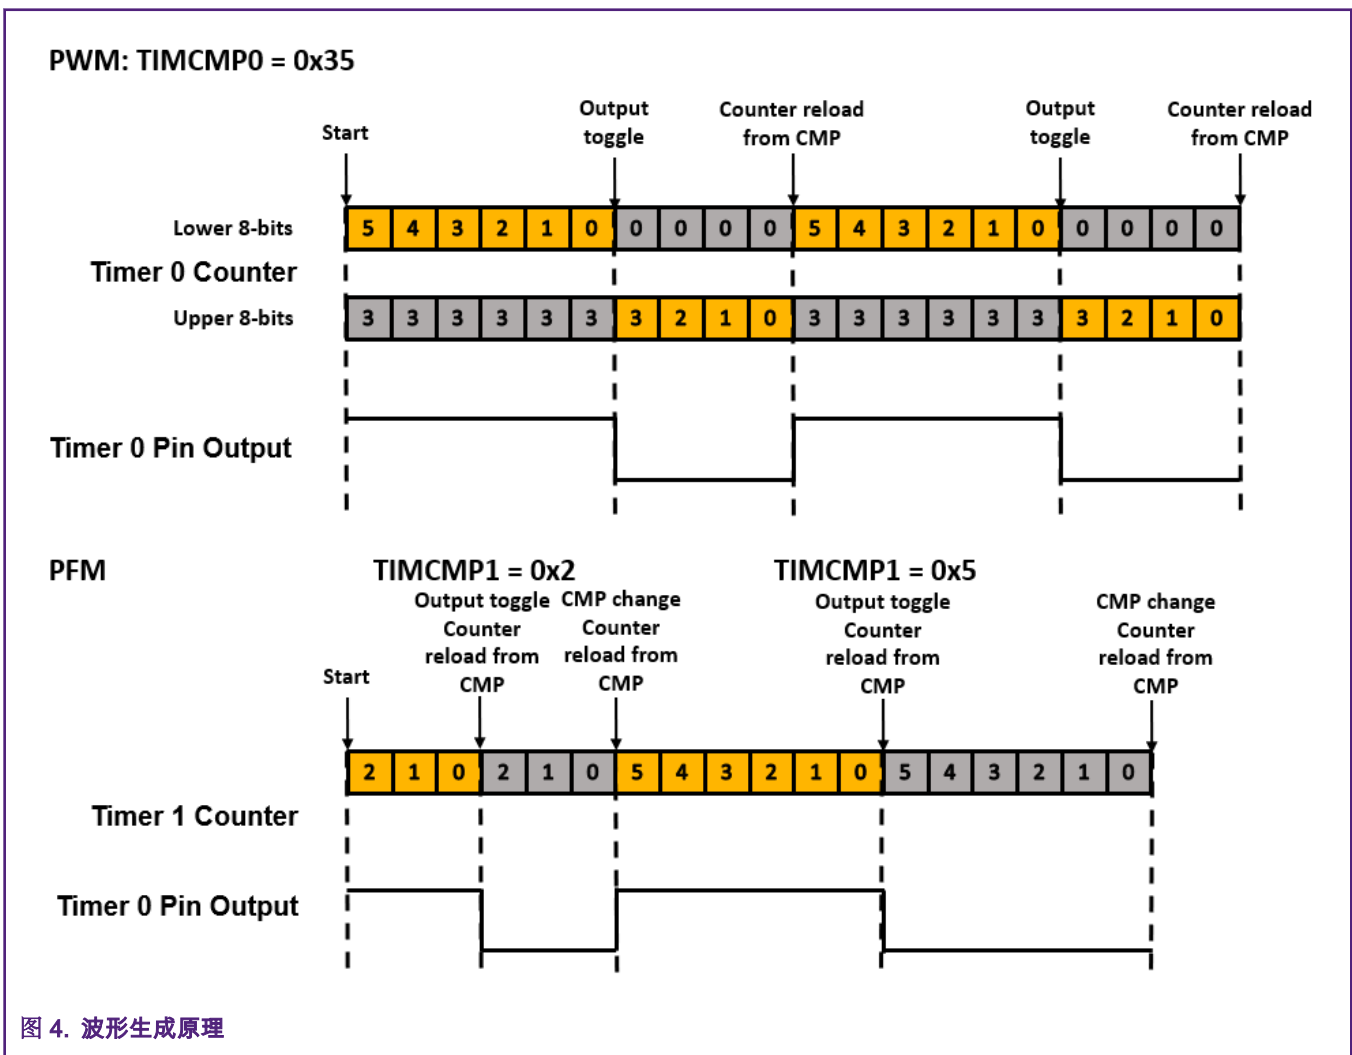 PWM: TIMCMP0 = 0x35
Start
Output
toggle
Counter reload
from CMP
Output
toggle
Counter reload
from CMP
Lower 8-bits
5 4 3 2 1 0 0 0 0 0 5 4 3 2 1 0 0 0 0 0
Timer 0 Counter
Upper 8-bits
3 3 3 3 3 3 3 2 1 0 3 3 3 3 3 3 3 2 1 0
Timer 0 Pin Output
PFM
TIMCMP1 = 0x2
TIMCMP1 = 0x5
Start
Output toggle
Counter
reload from
CMP
CMP change
Counter
reload from
CMP
Output toggle
Counter
reload from
CMP
CMP change
Counter
reload from
CMP
2 1 0 2 1 0 5 4 3 2 1 0 5 4 3 2 1 0
Timer 1 Counter
Timer 0 Pin Output
图 4. 波形生成原理